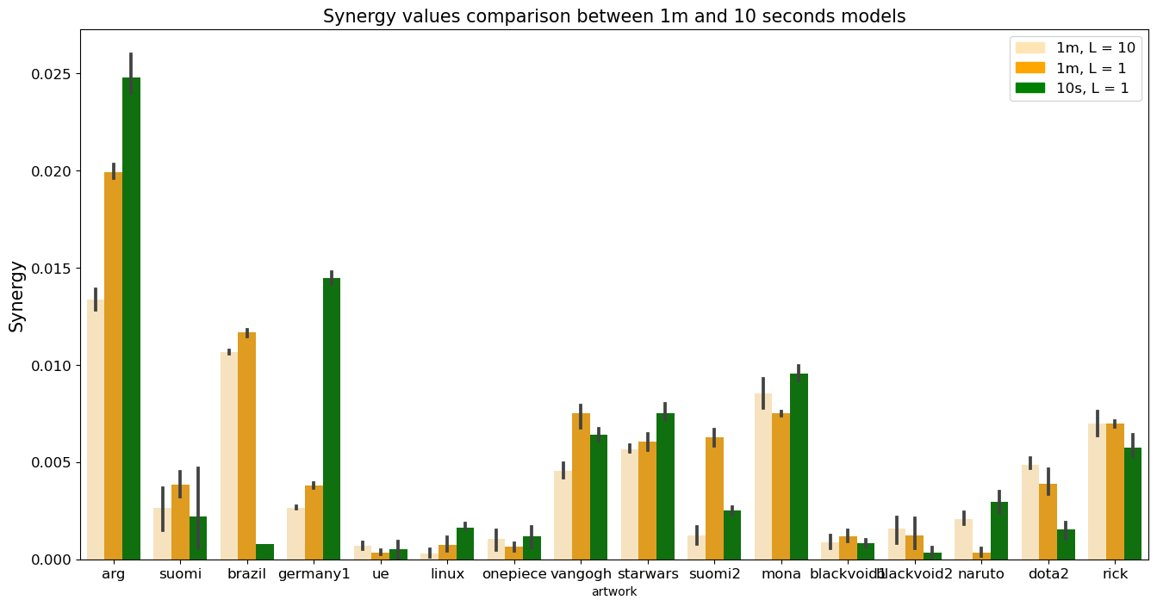 Synergy values comparison between 1m and 10 seconds models
1m, L = 10
1m, L = 1
10s, L = 1
Synergy
0.025
0.020
0.015
0.010
0.005
0.000
arg suomi brazil germany1 ue linux onepiece vangogh starwars suomi2 mona blackvoid1 blackvoid2 naruto dota2 rick
artwork